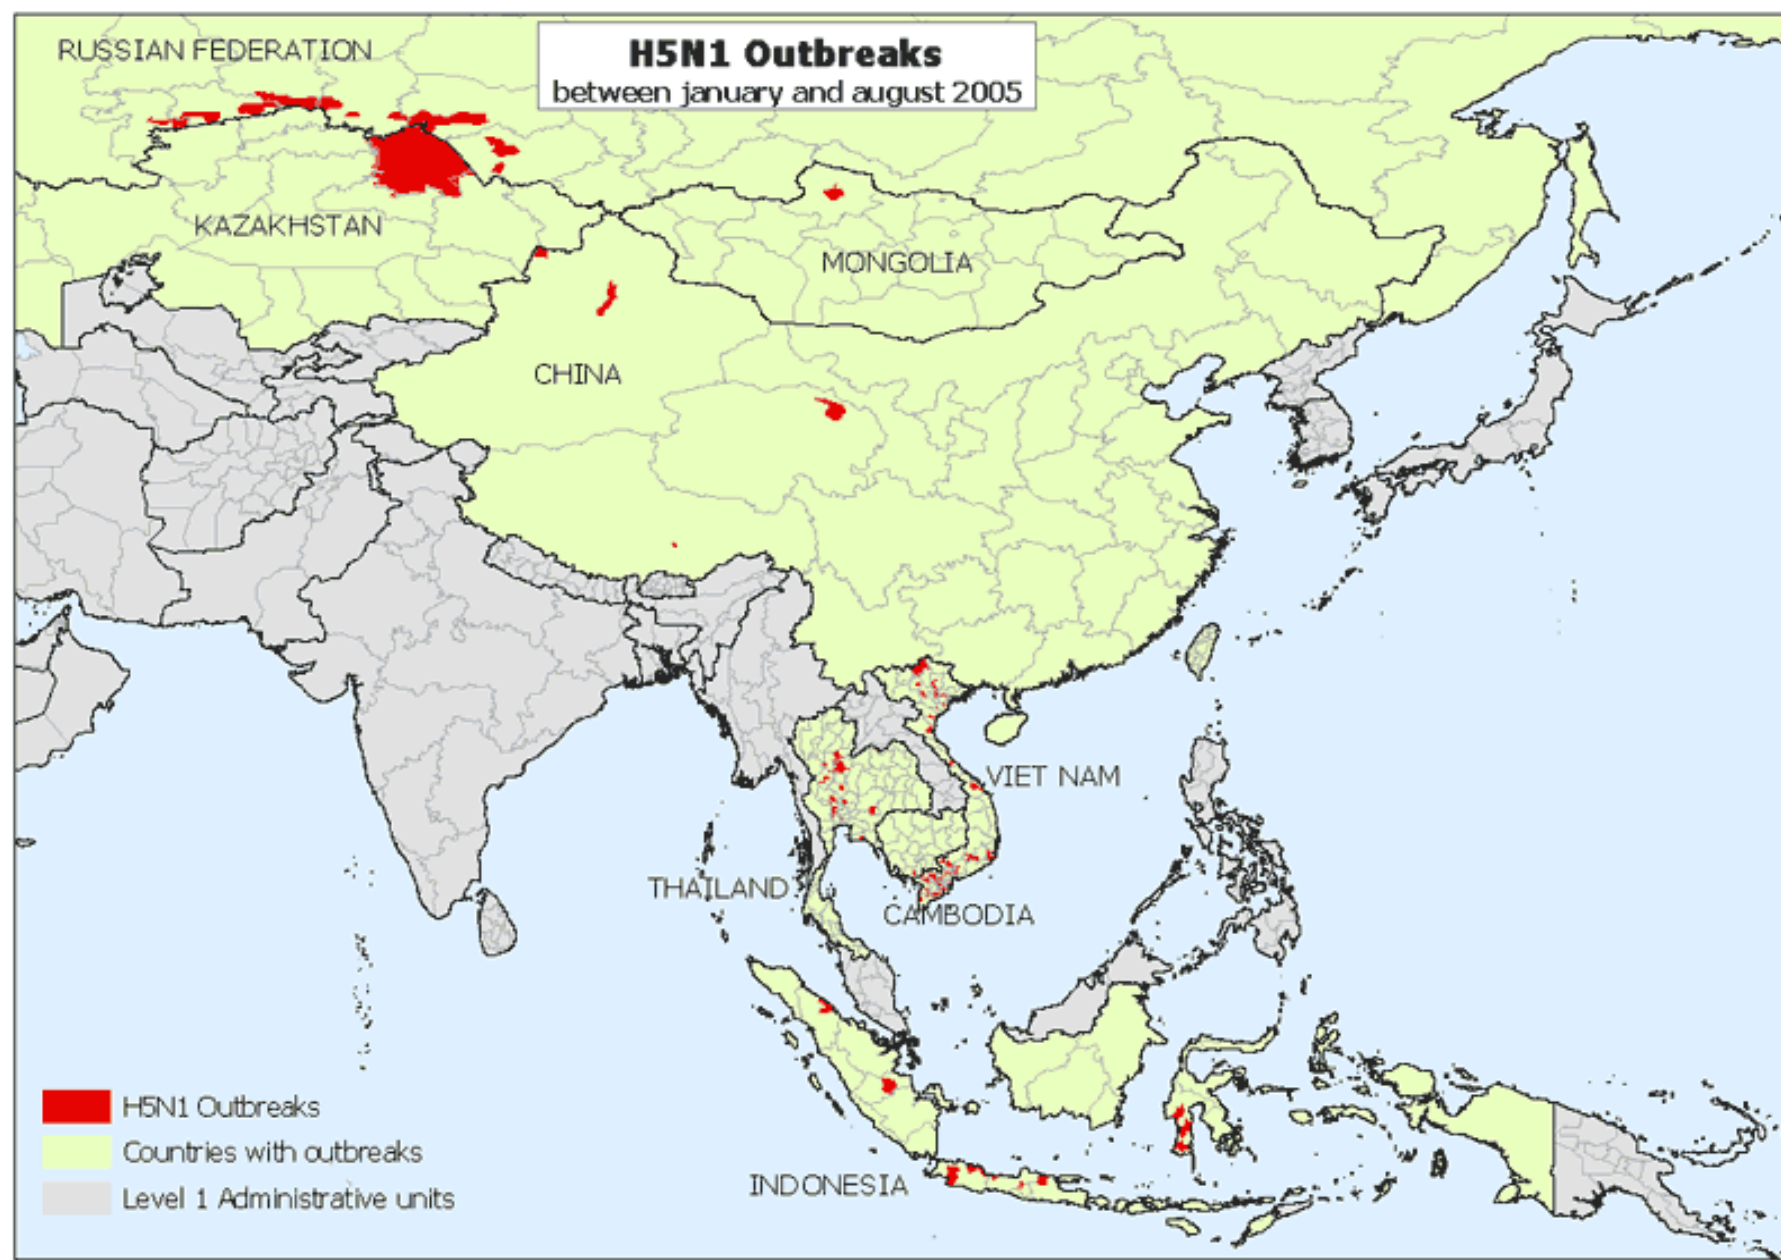 H5N1 Outbreaks
between january and august 2005
RUSSIAN FEDERATION
KAZAKHSTAN
MONGOLIA
CHINA
VIET NAM
THAILAND
CAMBODIA
INDONESIA
H5N1 Outbreaks
Countries with outbreaks
Level 1 Administrative units